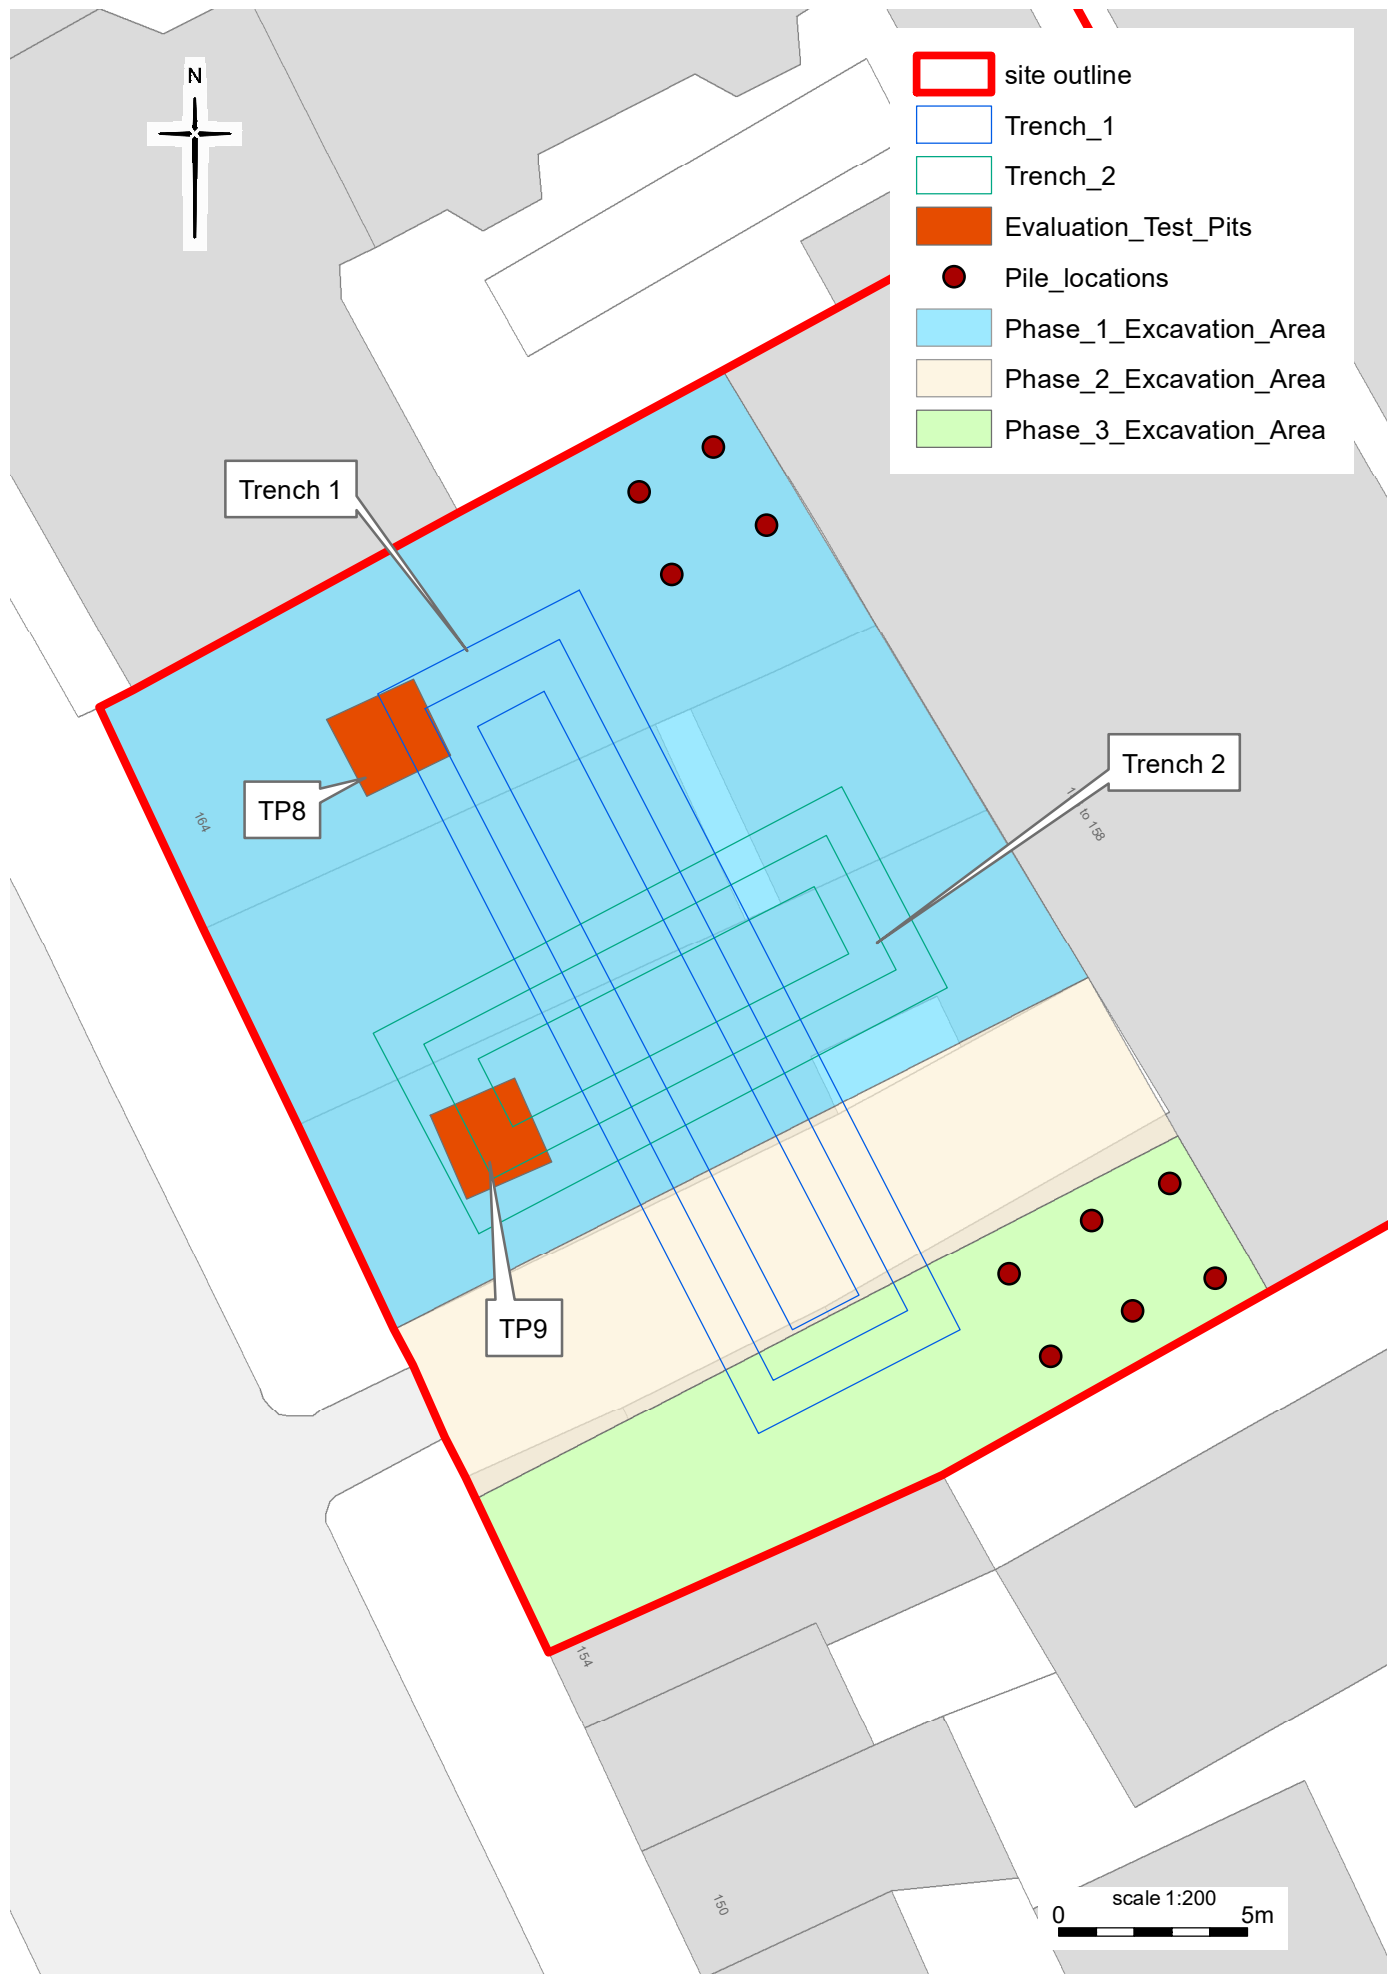 N
site outline
Trench_1
Trench_2
Evaluation_Test_Pits
Pile_locations
Phase_1_Excavation_Area
Phase_2_Excavation_Area
Phase_3_Excavation_Area
Trench 1
Trench 2
TP8
164
to 158
TP9
154
150
scale 1:200
0 5m